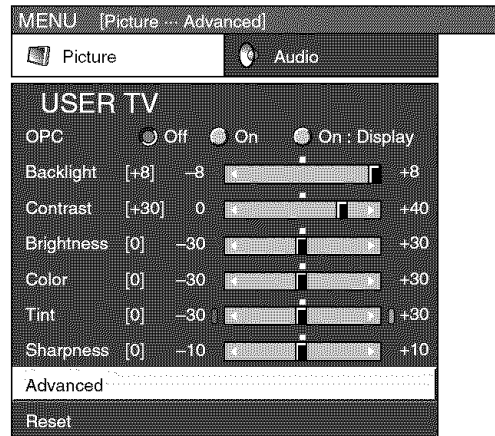 MENU [Picture ··· Advanced]
Picture Audio
USER TV
OPC Off On On : Display
Backlight [+8] –8 +8
Contrast [+30] 0 +40
Brightness [0] –30 +30
Color [0] –30 +30
Tint [0] –30 +30
Sharpness [0] –10 +10
Advanced
Reset